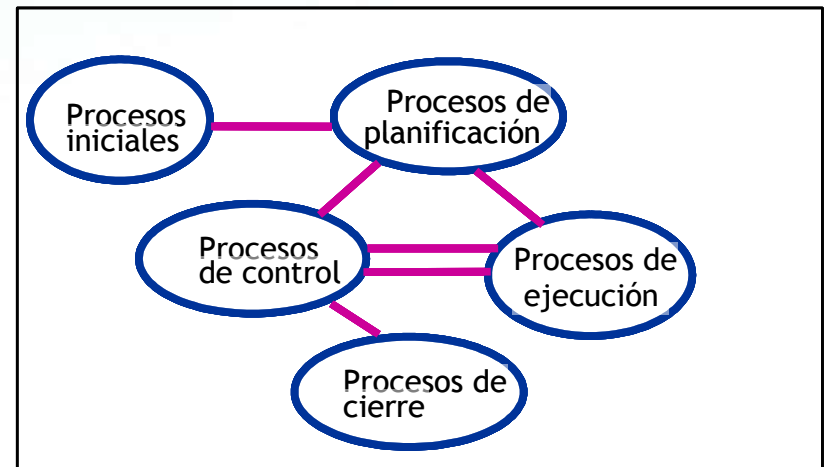 Procesos
iniciales
Procesos de
planificación
Procesos
de control
Procesos de
ejecución
Procesos de
cierre